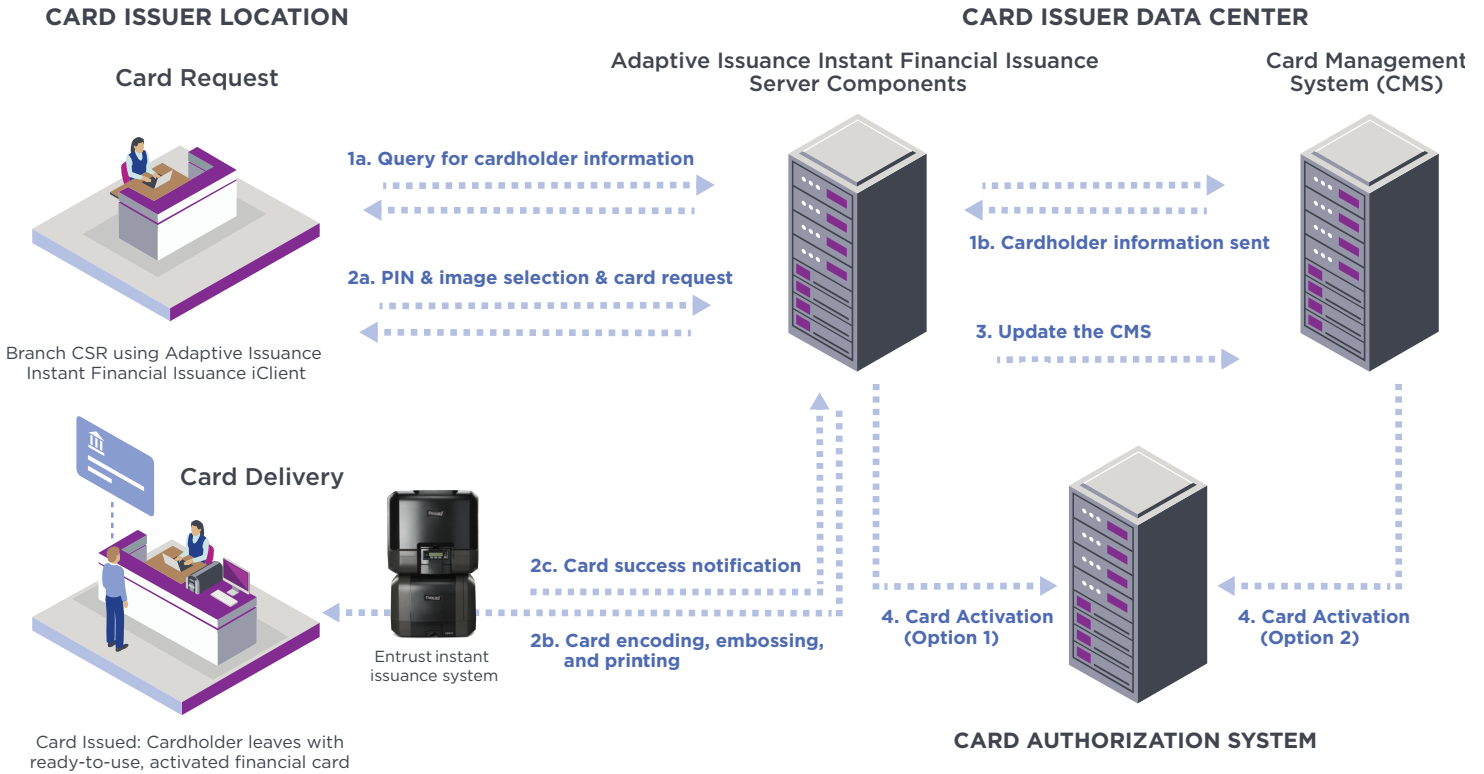 CARD ISSUER LOCATION
CARD ISSUER DATA CENTER
Card Request
Adaptive Issuance Instant Financial Issuance
Server Components
Card Management
System (CMS)
1a. Query for cardholder information
1b. Cardholder information sent
2a. PIN & image selection & card request
3. Update the CMS
Branch CSR using Adaptive Issuance
Instant Financial Issuance iClient
Card Delivery
2c. Card success notification
2b. Card encoding, embossing,
and printing
Entrust instant
issuance system
4. Card Activation
(Option 1)
4. Card Activation
(Option 2)
Card Issued: Cardholder leaves with
ready-to-use, activated financial card
CARD AUTHORIZATION SYSTEM